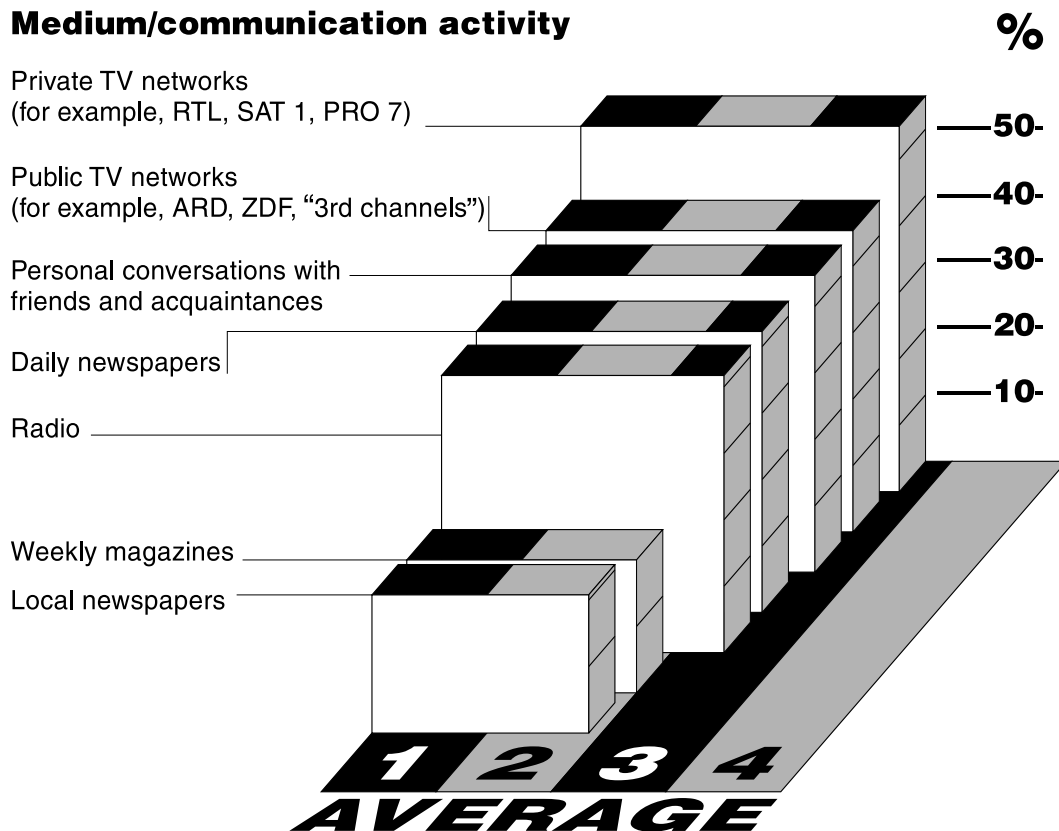 Medium/communication activity
%
Private TV networks
(for example, RTL, SAT 1, PRO 7)
50
Public TV networks
(for example, ARD, ZDF, “3rd channels”)
40
Personal conversations with
friends and acquaintances
30
20
Daily newspapers
10
Radio
Weekly magazines
Local newspapers
1 2 3 4
AVERAGE